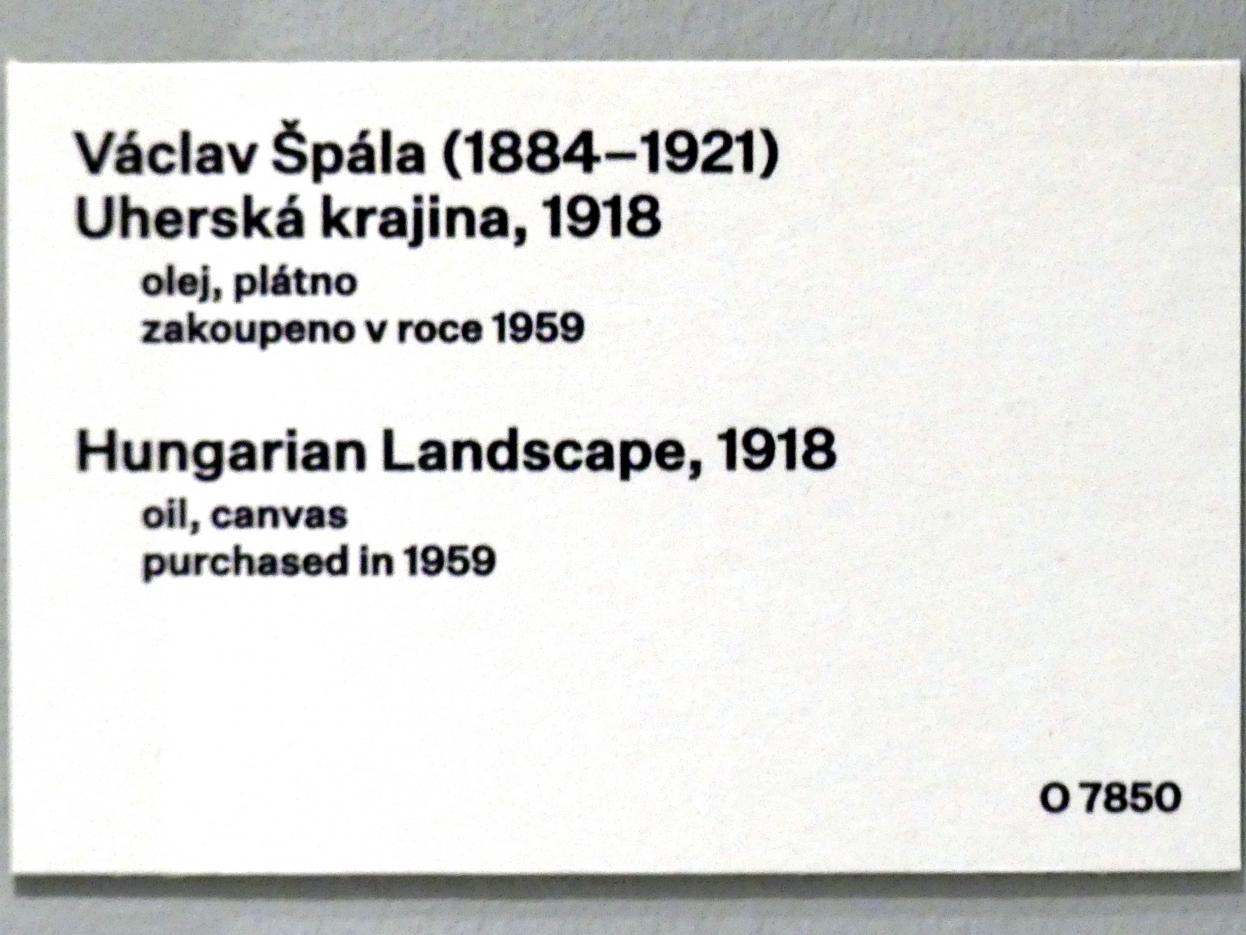 Václav Špála (1884–1921)
Uherská krajina, 1918
olej, plátno
zakoupeno v roce 1959
Hungarian Landscape, 1918
oil, canvas
purchased in 1959
O 7850